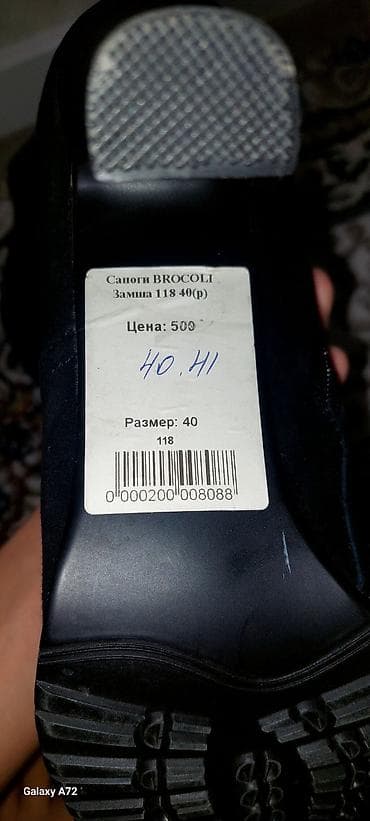 Сапоги BROCOLI
Замша 118 40(р)
Цена: 500
40.41
Размер: 40
118
0 000200 008088
Galaxy A72